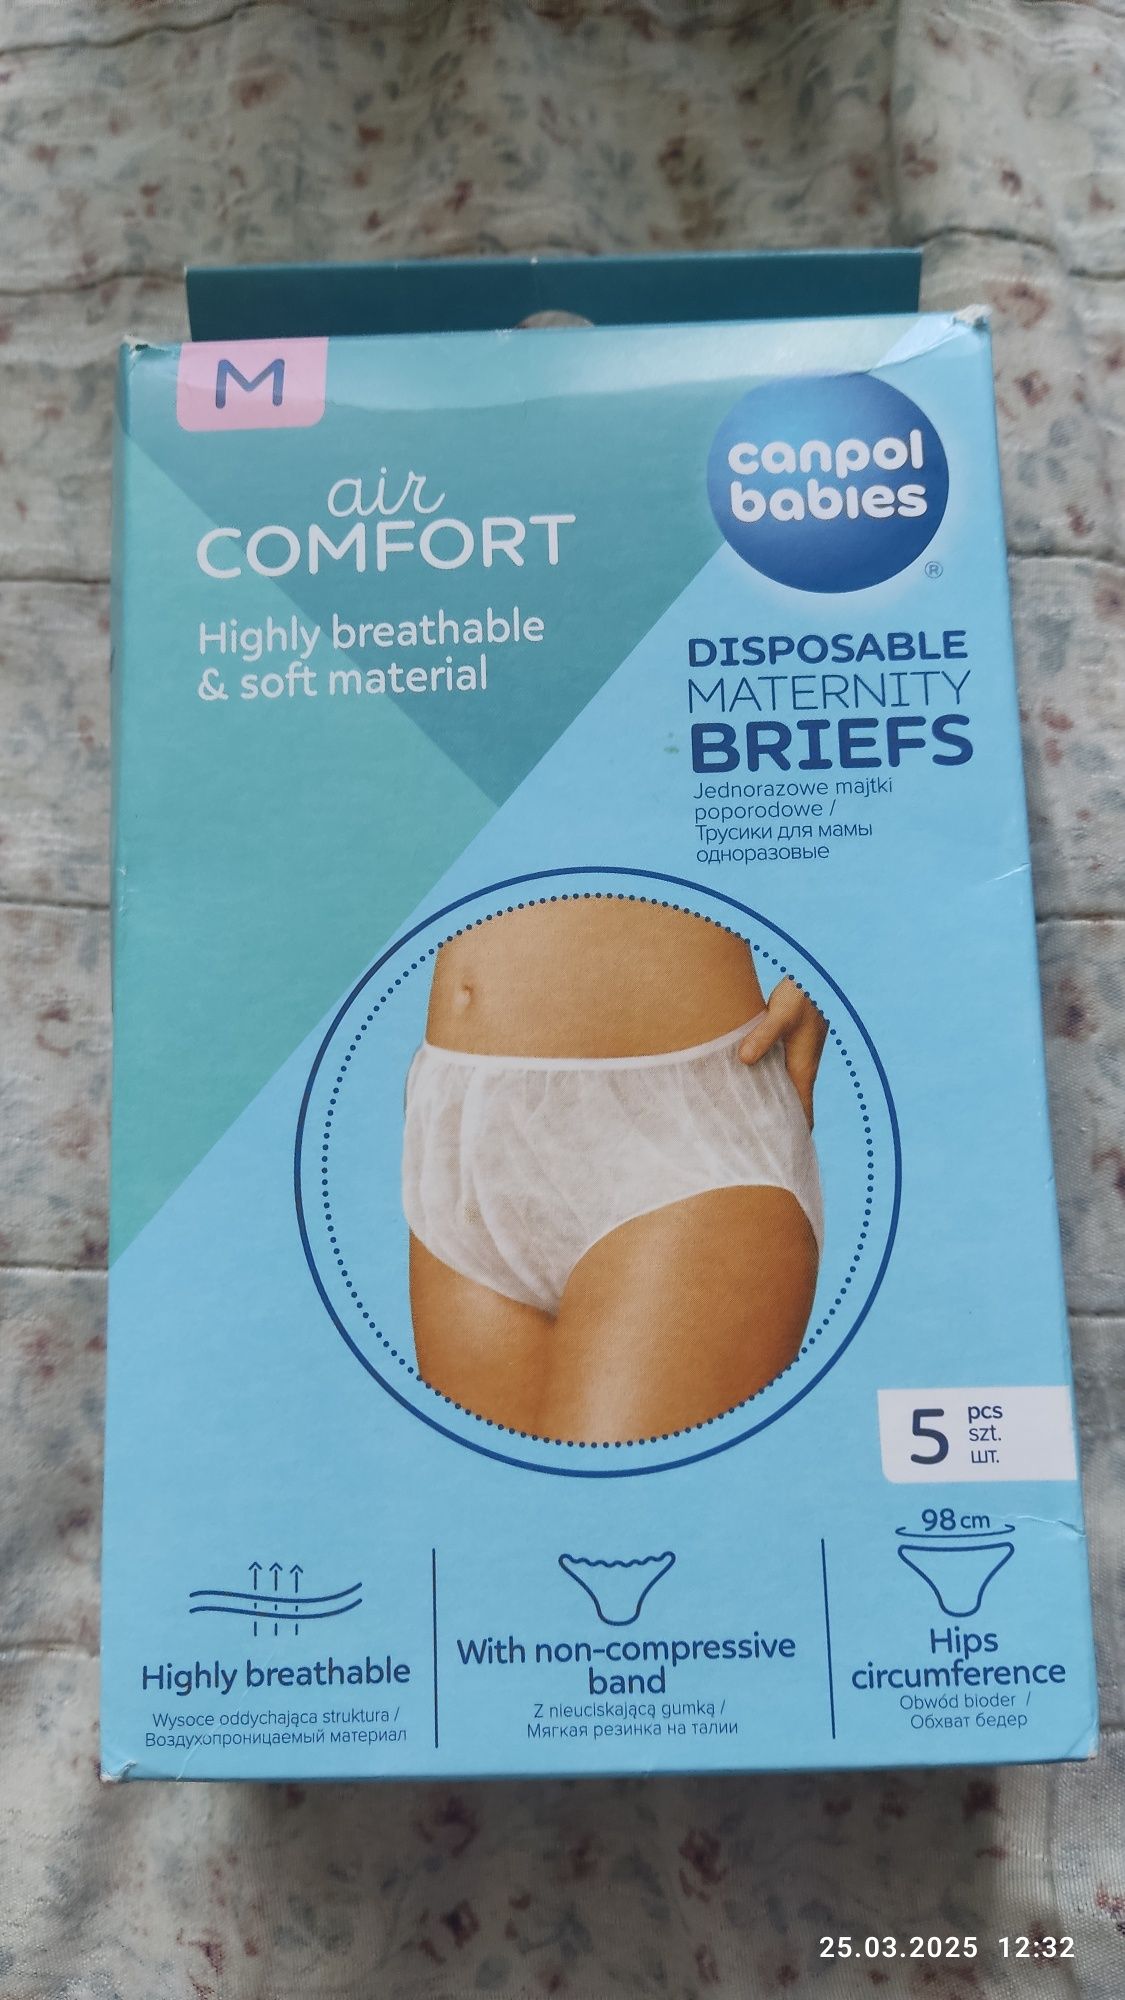 M
air
COMFORT
Highly breathable
& soft material
canpol
babies
®
DISPOSABLE
MATERNITY
BRIEFS
Jednorazowe majtki
poporodowe /
Трусики для мамы
одноразовые
5 pcs
szt.
шт.
Highly breathable
Wysoce oddychająca struktura /
Воздухопроницаемый материал
With non-compressive
band
Z nieuciskającą gumką /
Мягкая резинка на талии
98 cm
Hips
circumference
Obwód bioder /
Обхват бедер
25.03.2025 12:32